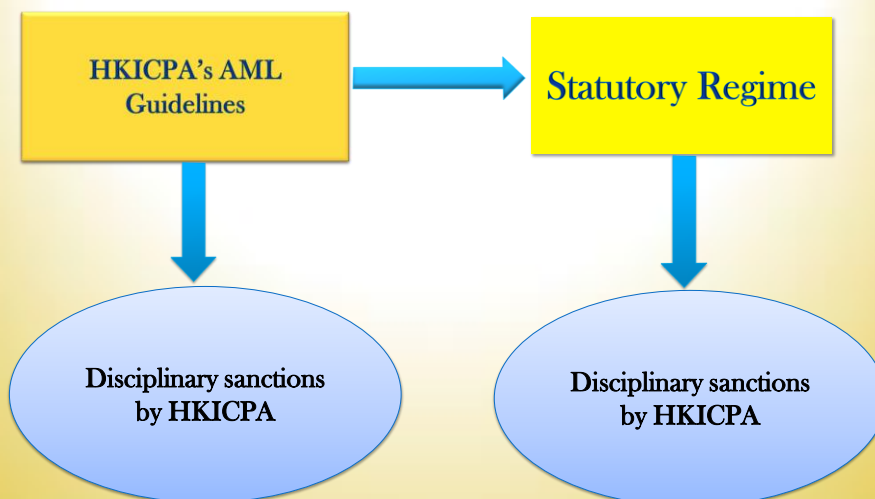 HKICPA's AML
Guidelines
Statutory Regime
Disciplinary sanctions
by HKICPA
Disciplinary sanctions
by HKICPA